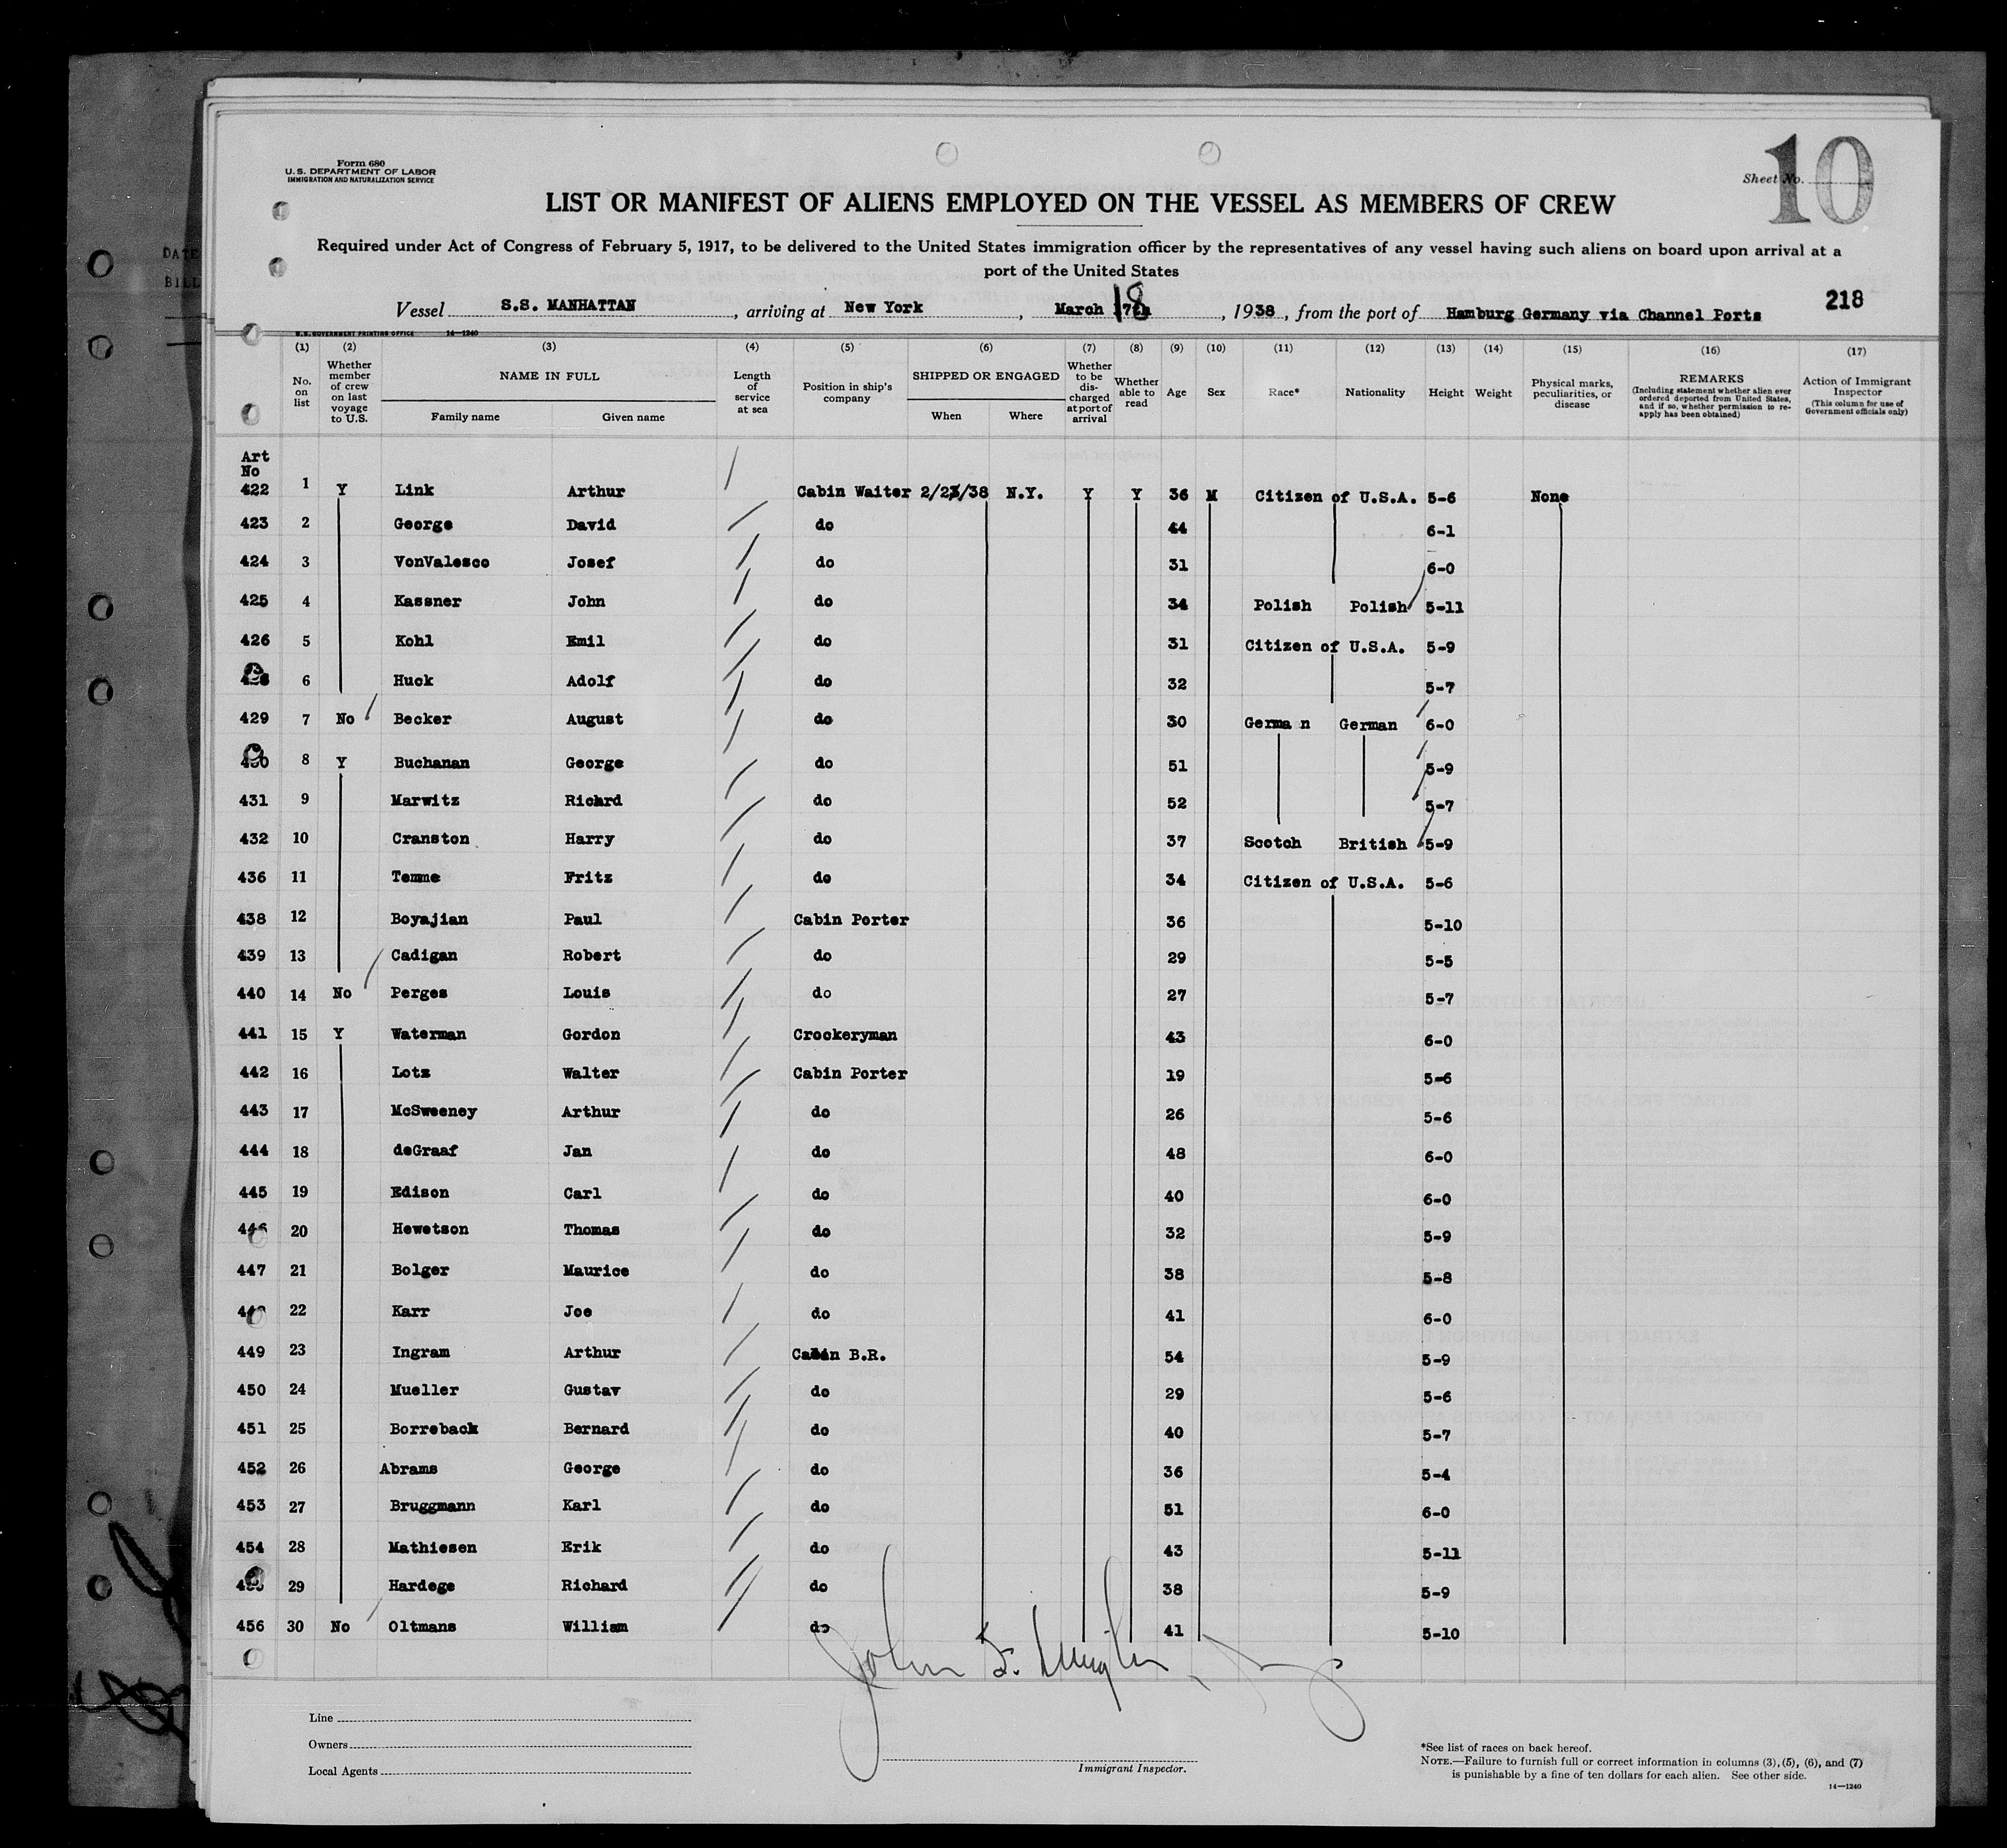 10
Form 680
U. S. DEPARTMENT OF LABOR
IMMIGRATION AND NATURALIZATION SERVICE
Sheet No.
LIST OR MANIFEST OF ALIENS EMPLOYED ON THE VESSEL AS MEMBERS OF CREW
Required under Act of Congress of February 5, 1917, to be delivered to the United States immigration officer by the representatives of any vessel having such aliens on board upon arrival at a
port of the United States
218
Vessel S.S. MANHATTAN, arriving at New York, March 18, 1938, from the port of Hamburg Germany via Channel Ports
U. S. GOVERNMENT PRINTING OFFICE 14-1240
(1) (2) (3) (4) (5) (6) (7) (8) (9) (10) (11) (12) (13) (14) (15) (16) (17)
No. on list
Whether member of crew on last voyage to U.S.
NAME IN FULL
Family name Given name
Length of service at sea
Position in ship's company
SHIPPED OR ENGAGED
When Where
Whether to be discharged at port of arrival
Whether able to read
Age
Sex
Race*
Nationality
Height
Weight
Physical marks, peculiarities, or disease
REMARKS
(Including statement whether alien ever ordered deported from United States, and if so, whether permission to re-apply has been obtained)
Action of Immigrant Inspector
(This column for use of Government officials only)
Art
No
422 1 Y Link Arthur Cabin Waiter 2/23/38 N.Y. Y Y 36 M Citizen of U.S.A. 5-6 None
423 2 George David do 44 6-1
424 3 VonValesco Josef do 31 6-0
425 4 Kassner John do 34 Polish Polish 5-11
426 5 Kohl Emil do 31 Citizen of U.S.A. 5-9
6 Huck Adolf do 32 5-7
429 7 No Becker August do 30 Germa n German 6-0
8 Y Buchanan George do 51 5-9
431 9 Marwitz Richrd do 52 5-7
432 10 Cranston Harry do 37 Scotch British 5-9
436 11 Temme Fritz do 34 Citizen of U.S.A. 5-6
438 12 Boyajian Paul Cabin Porter 36 5-10
439 13 Cadigan Robert do 29 5-5
440 14 No Perges Louis do 27 5-7
441 15 Y Waterman Gordon Crockeryman 43 6-0
442 16 Lotz Walter Cabin Porter 19 5-6
443 17 McSweeney Arthur do 26 5-6
444 18 deGraaf Jan do 48 6-0
445 19 Edison Carl do 40 6-0
446 20 Hewetson Thomas do 32 5-9
447 21 Bolger Maurice do 38 5-8
22 Karr Joe do 41 6-0
449 23 Ingram Arthur Cabin B.R. 54 5-9
450 24 Mueller Gustav do 29 5-6
451 25 Borreback Bernard do 40 5-7
452 26 Abrams George do 36 5-4
453 27 Bruggmann Karl do 51 6-0
454 28 Mathiesen Erik do 43 5-11
29 Hardege Richard do 38 5-9
456 30 No Oltmans William do 41 5-10
John
Line
Owners
Local Agents
Immigrant Inspector.
*See list of races on back hereof.
NOTE.—Failure to furnish full or correct information in columns (3), (5), (6), and (7)
is punishable by a fine of ten dollars for each alien. See other side.
14—1240